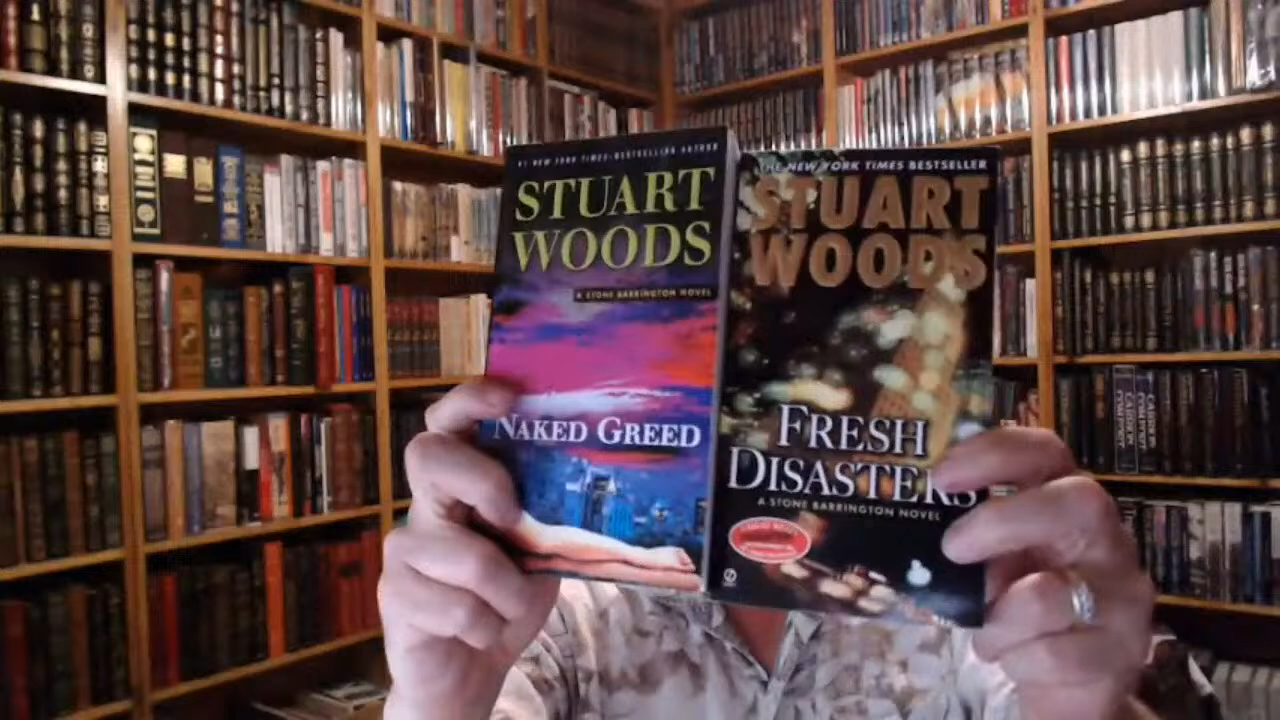 #1 NEW YORK TIMES-BESTSELLING AUTHOR
STUART
WOODS
A STONE BARRINGTON NOVEL
NAKED GREED
THE NEW YORK TIMES BESTSELLER
STUART
WOODS
FRESH
DISASTERS
A STONE BARRINGTON NOVEL